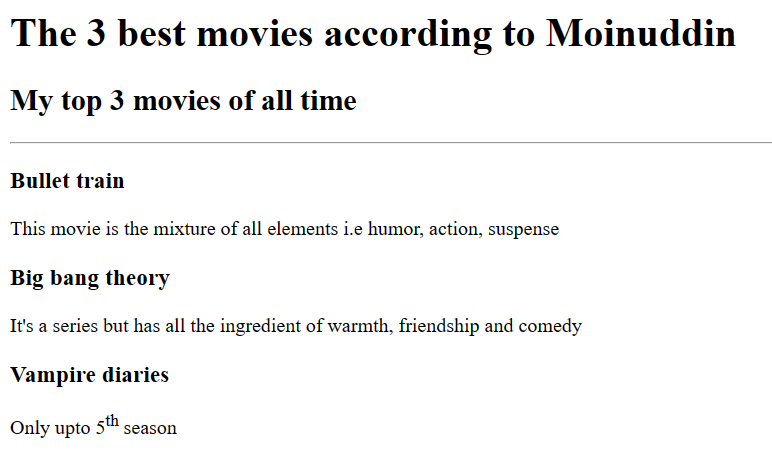 The 3 best movies according to Moinuddin
My top 3 movies of all time
Bullet train
This movie is the mixture of all elements i.e humor, action, suspense
Big bang theory
It's a series but has all the ingredient of warmth, friendship and comedy
Vampire diaries
Only upto 5th season